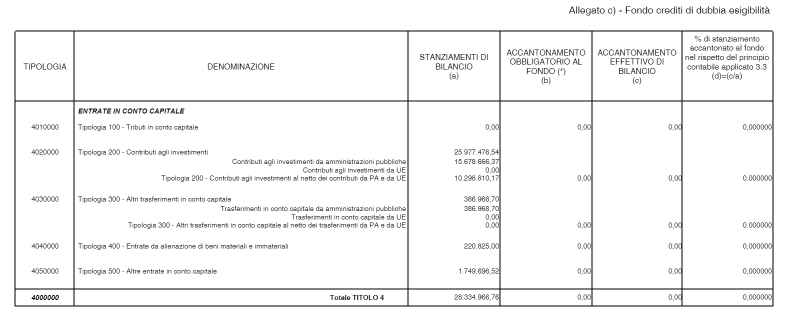 Allegato c) - Fondo crediti di dubbia esigibilità
TIPOLOGIA DENOMINAZIONE STANZIAMENTI DI BILANCIO (a) ACCANTONAMENTO OBBLIGATORIO AL FONDO (*) (b) ACCANTONAMENTO EFFETTIVO DI BILANCIO (c) % di stanziamento accantonato al fondo nel rispetto del principio contabile applicato 3.3 (d)=(c/a)
ENTRATE IN CONTO CAPITALE
4010000 Tipologia 100 - Tributi in conto capitale 0,00 0,00 0,00 0,000000
4020000 Tipologia 200 - Contributi agli investimenti 25.977.476,54
Contributi agli investimenti da amministrazioni pubbliche 15.678.666,37
Contributi agli investimenti da UE 0,00
Tipologia 200 - Contributi agli investimenti al netto dei contributi da PA e da UE 10.298.810,17 0,00 0,00 0.000000
4030000 Tipologia 300 - Altri trasferimenti in conto capitale 386.968,70
Trasferimenti in conto capitale da amministrazioni pubbliche 386.968,70
Trasferimenti in conto capitale da UE 0,00
Tipologia 300 - Altri trasferimenti in conto capitale al netto dei trasferimenti da PA e da UE 0,00 0,00 0,00 0,000000
4040000 Tipologia 400 - Entrate da alienazione di beni materiali e immateriali 220.825,00 0,00 0,00 0,000000
4050000 Tipologia 500 - Altre entrate in conto capitale 1.749.696,52 0,00 0,00 0,000000
4000000 Totale TITOLO 4 28.334.966,76 0,00 0,00 0,000000